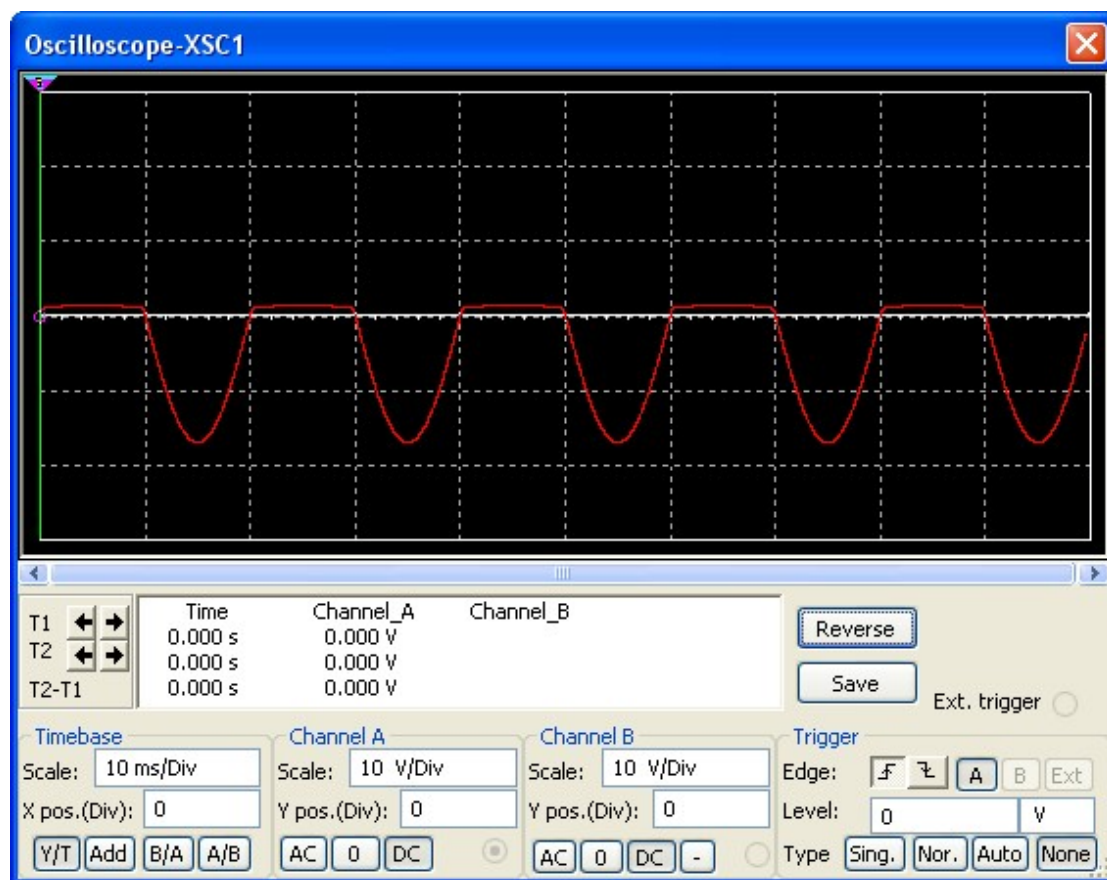 Oscilloscope-XSC1
Time Channel_A Channel_B
T1 0.000 s 0.000 V
T2 0.000 s 0.000 V
T2-T1 0.000 s 0.000 V
Reverse
Save
Ext. trigger
Timebase
Scale: 10 ms/Div
X pos.(Div): 0
Y/T Add B/A A/B
Channel A
Scale: 10 V/Div
Y pos.(Div): 0
AC 0 DC
Channel B
Scale: 10 V/Div
Y pos.(Div): 0
AC 0 DC -
Trigger
Edge: A B Ext
Level: 0 V
Type Sing. Nor. Auto None